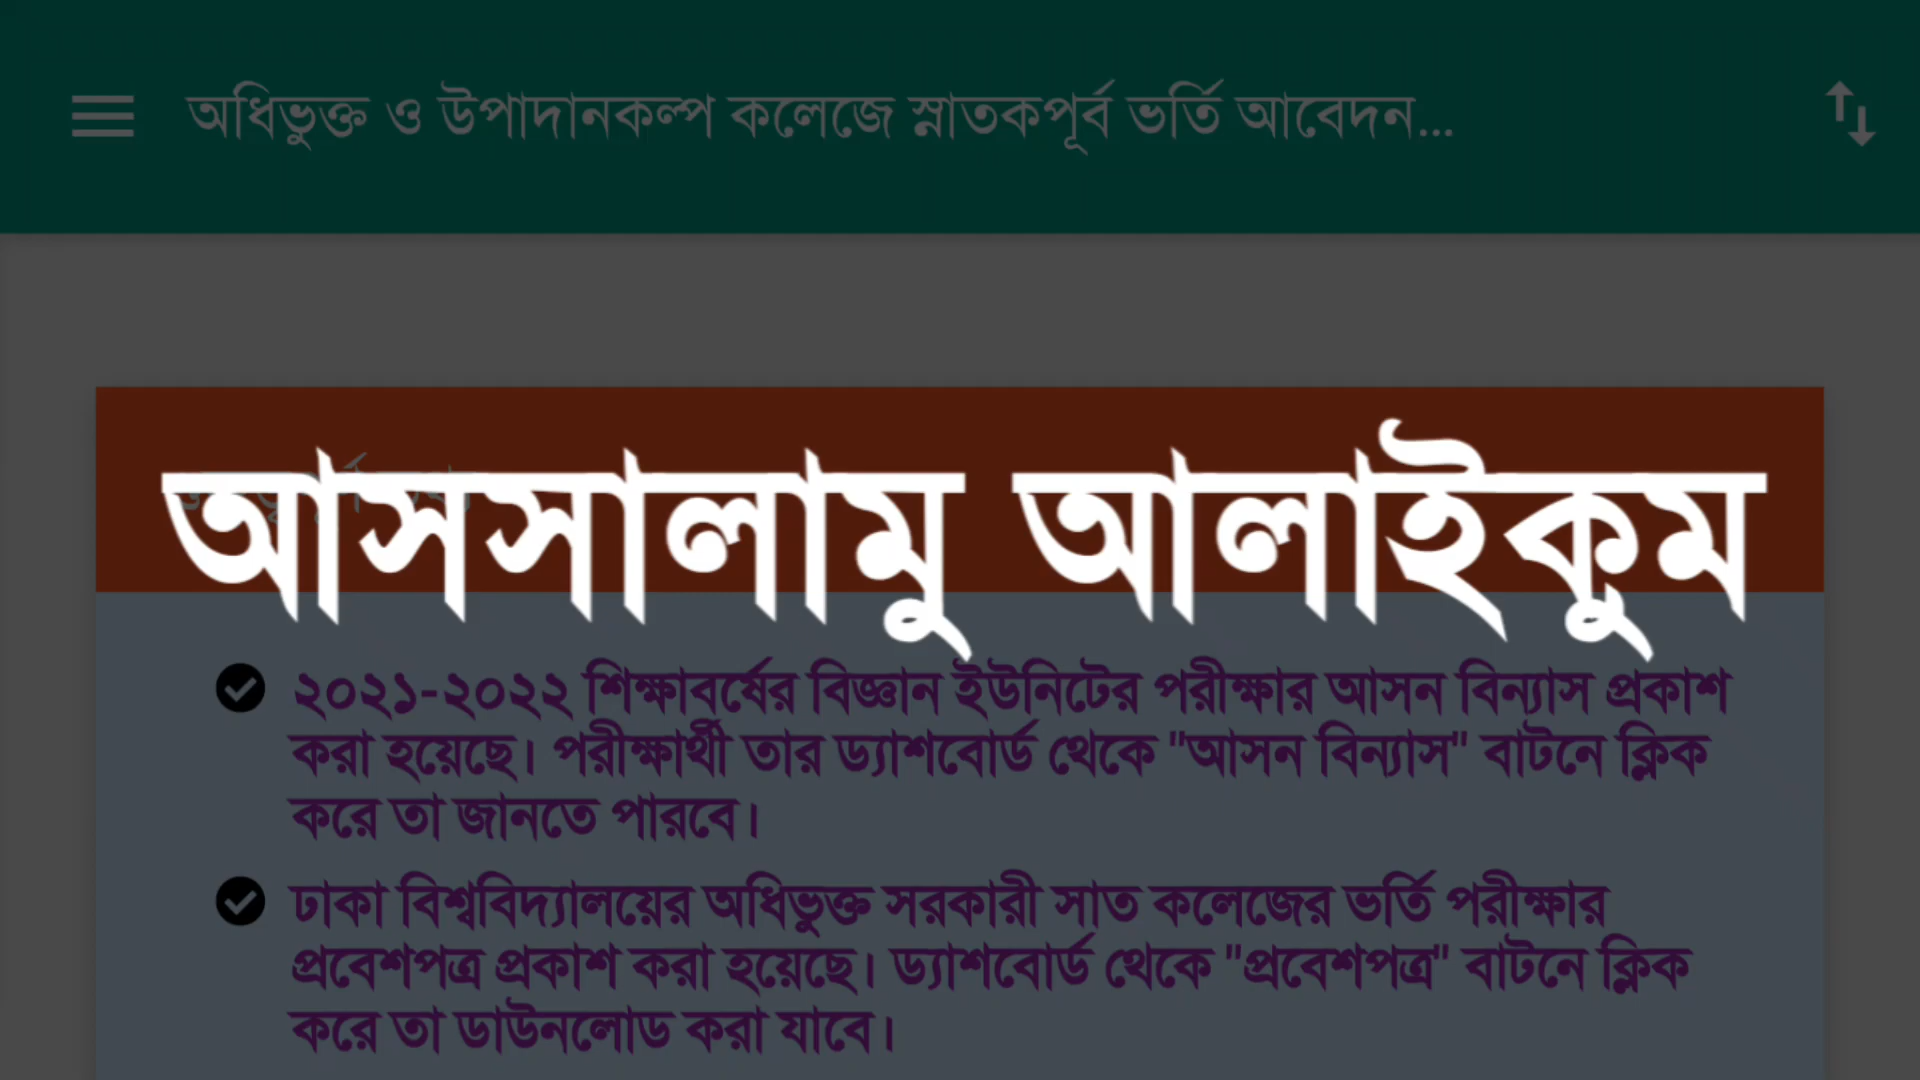 অধিভুক্ত ও উপাদানকল্প কলেজে স্নাতকপূর্ব ভর্তি আবেদন...
আসসালামু আলাইকুম
২০২১-২০২২ শিক্ষাবর্ষের বিজ্ঞান ইউনিটের পরীক্ষার আসন বিন্যাস প্রকাশ
করা হয়েছে। পরীক্ষার্থী তার ড্যাশবোর্ড থেকে "আসন বিন্যাস" বাটনে ক্লিক
করে তা জানতে পারবে।
ঢাকা বিশ্ববিদ্যালয়ের অধিভুক্ত সরকারী সাত কলেজের ভর্তি পরীক্ষার
প্রবেশপত্র প্রকাশ করা হয়েছে। ড্যাশবোর্ড থেকে "প্রবেশপত্র" বাটনে ক্লিক
করে তা ডাউনলোড করা যাবে।